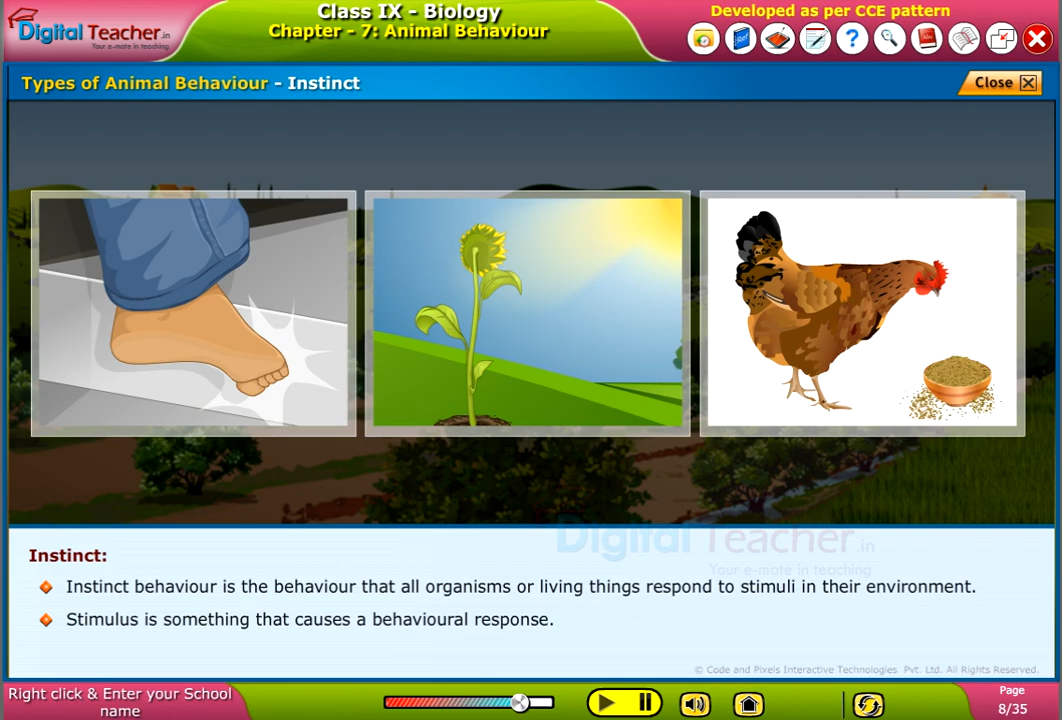 Class IX - Biology
Chapter - 7: Animal Behaviour
Developed as per CCE pattern
Digital Teacher.in
Your e-mate in teaching
Ref
?
Types of Animal Behaviour - Instinct
Close
Digital Teacher.in
Your e-mate in teaching
Instinct:
Instinct behaviour is the behaviour that all organisms or living things respond to stimuli in their environment.
Stimulus is something that causes a behavioural response.
© Code and Pixels Interactive Technologies Pvt. Ltd. All Rights Reserved.
Right click & Enter your School
name
Page
8/35